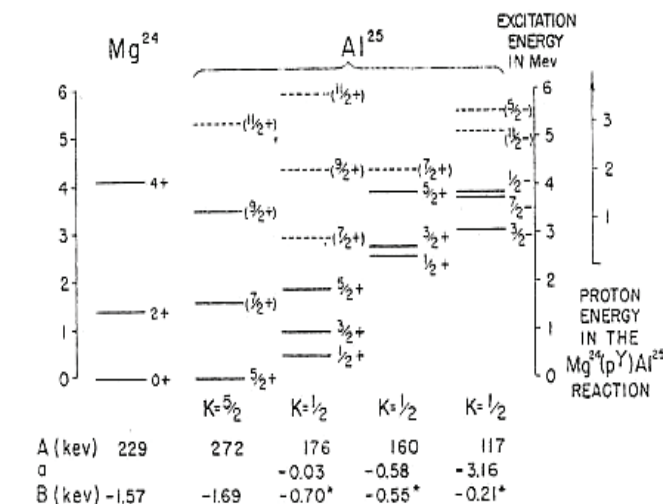 Mg²⁴
Al²⁵
EXCITATION
ENERGY
IN Mev
6
5
4
3
2
1
0
4+
2+
0+
(11/2+)
(9/2+)
(7/2+)
5/2+
(11/2+)
(9/2+)
(7/2+)
5/2+
3/2+
1/2+
(7/2+)
5/2+
3/2+
1/2+
(5/2-)
(11/2-)
1/2-
7/2-
3/2-
6
5
4
3
2
1
0
3
2
1
PROTON
ENERGY
IN THE
Mg²⁴(pγ)Al²⁵
REACTION
K=5/2 K=1/2 K=1/2 K=1/2
A (kev) 229 272 176 160 117
a -0.03 -0.58 -3.16
B (kev) -1.57 -1.69 -0.70* -0.55* -0.21*